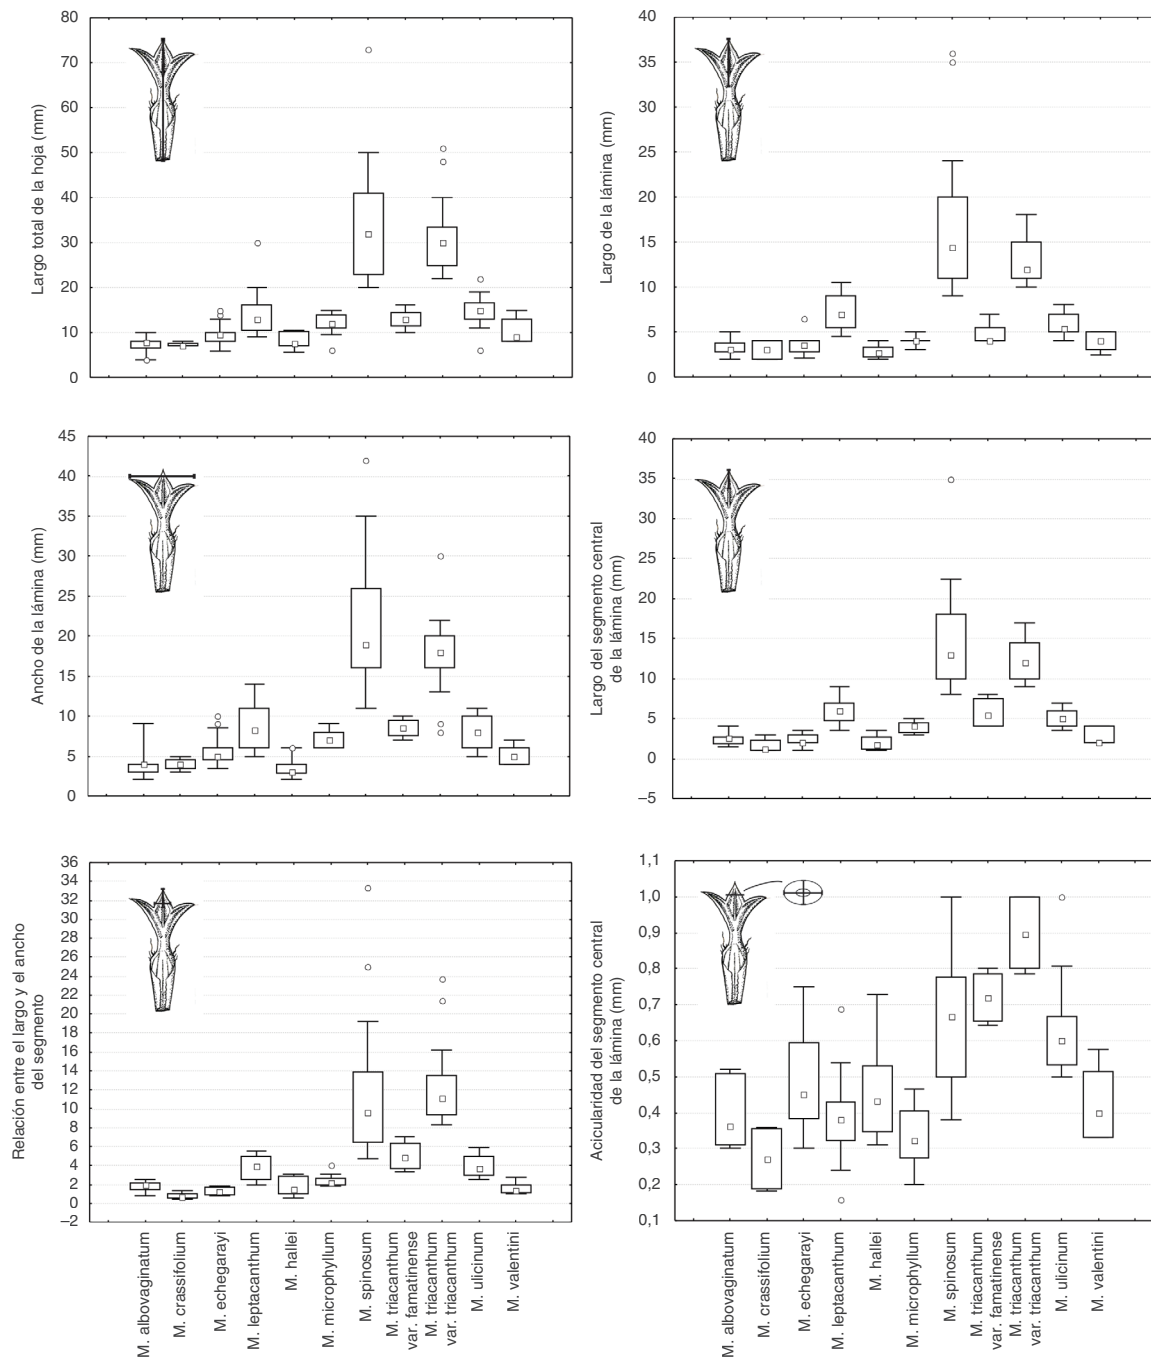 80
70
60
50
40
30
20
10
0
Largo total de la hoja (mm)
40
35
30
25
20
15
10
5
0
Largo de la lámina (mm)
45
40
35
30
25
20
15
10
5
0
Ancho de la lámina (mm)
40
35
30
25
20
15
10
5
0
–5
Largo del segmento central
de la lámina (mm)
36
34
32
30
28
26
24
22
20
18
16
14
12
10
8
6
4
2
0
–2
Relación entre el largo y el ancho
del segmento
M. albovaginatum
M. crassifolium
M. echegarayi
M. leptacanthum
M. hallei
M. microphyllum
M. spinosum
M. triacanthum
var. famatinense
M. triacanthum
var. triacanthum
M. ulicinum
M. valentini
1,1
1,0
0,9
0,8
0,7
0,6
0,5
0,4
0,3
0,2
0,1
Acicularidad del segmento central
de la lámina (mm)
M. albovaginatum
M. crassifolium
M. echegarayi
M. leptacanthum
M. hallei
M. microphyllum
M. spinosum
M. triacanthum
var. famatinense
M. triacanthum
var. triacanthum
M. ulicinum
M. valentini